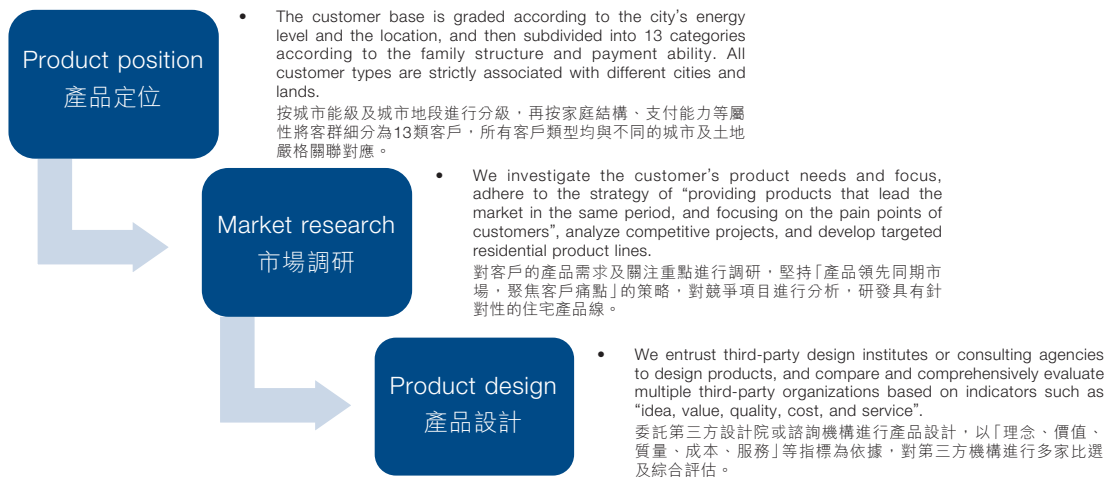 Product position
產品定位
• The customer base is graded according to the city's energy
level and the location, and then subdivided into 13 categories
according to the family structure and payment ability. All
customer types are strictly associated with different cities and
lands.
按城市能級及城市地段進行分級，再按家庭結構、支付能力等屬
性將客群細分為13類客戶，所有客戶類型均與不同的城市及土地
嚴格關聯對應。
Market research
市場調研
• We investigate the customer's product needs and focus,
adhere to the strategy of “providing products that lead the
market in the same period, and focusing on the pain points of
customers”, analyze competitive projects, and develop targeted
residential product lines.
對客戶的產品需求及關注重點進行調研，堅持「產品領先同期市
場，聚焦客戶痛點」的策略，對競爭項目進行分析，研發具有針
對性的住宅產品線。
Product design
產品設計
• We entrust third-party design institutes or consulting agencies
to design products, and compare and comprehensively evaluate
multiple third-party organizations based on indicators such as
“idea, value, quality, cost, and service”.
委託第三方設計院或諮詢機構進行產品設計，以「理念、價值、
質量、成本、服務」等指標為依據，對第三方機構進行多家比選
及綜合評估。